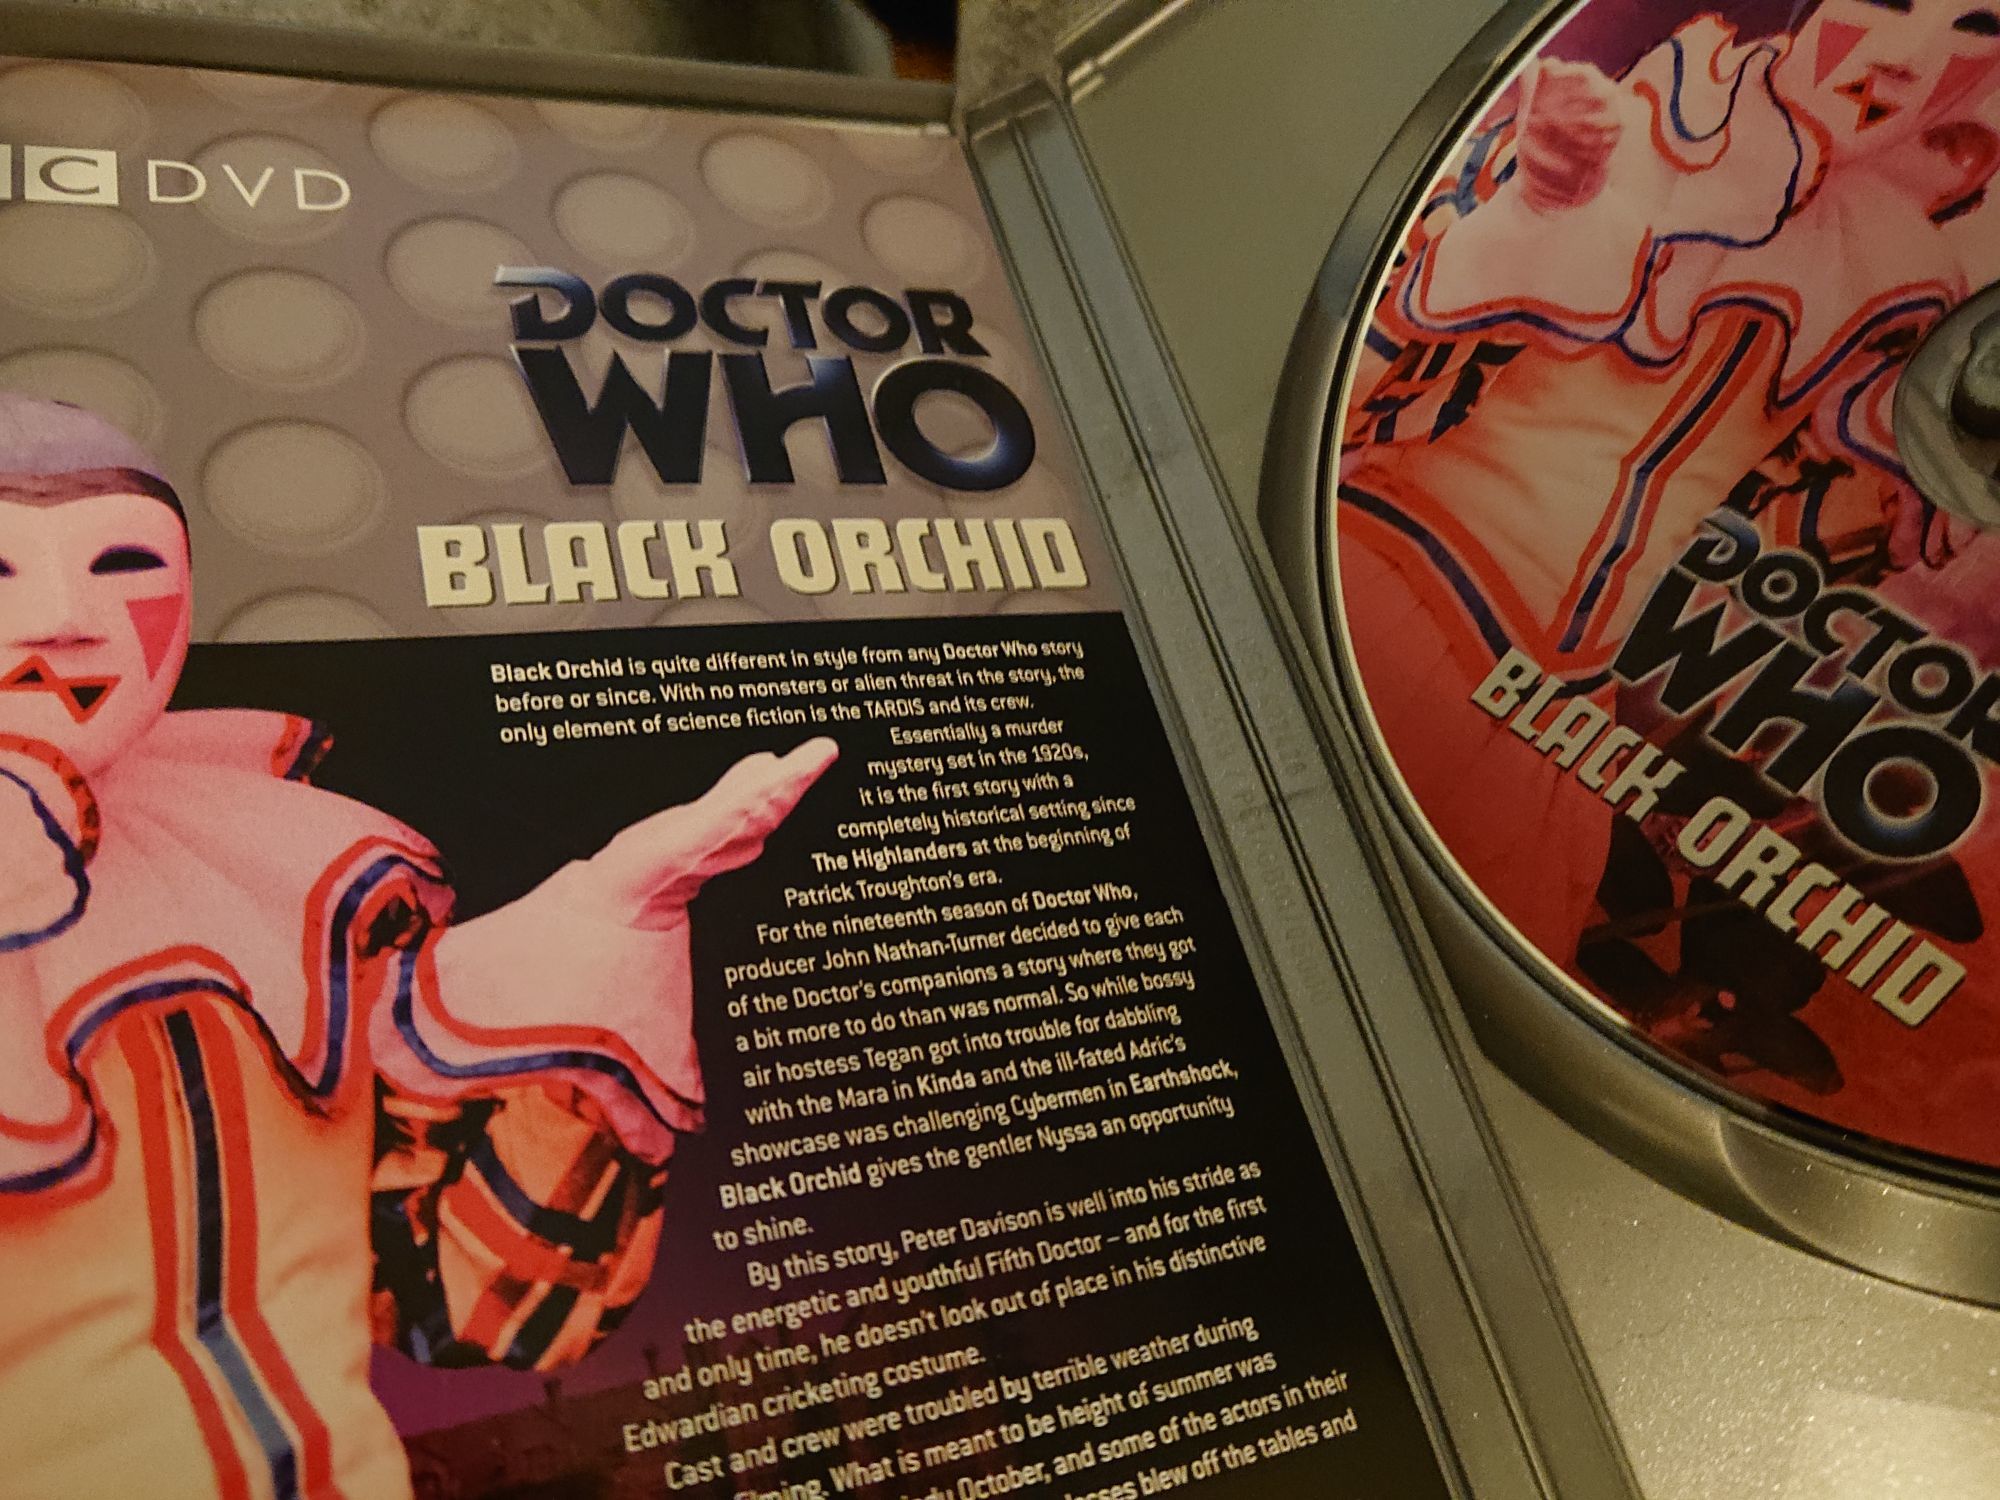 C DVD
DOCTOR
WHO
BLACK ORCHID
Black Orchid is quite different in style from any Doctor Who story
before or since. With no monsters or alien threat in the story, the
only element of science fiction is the TARDIS and its crew.
Essentially a murder
mystery set in the 1920s,
it is the first story with a
completely historical setting since
The Highlanders at the beginning of
Patrick Troughton's era.
For the nineteenth season of Doctor Who,
producer John Nathan-Turner decided to give each
of the Doctor's companions a story where they got
a bit more to do than was normal. So while bossy
air hostess Tegan got into trouble for dabbling
with the Mara in Kinda and the ill-fated Adric's
showcase was challenging Cybermen in Earthshock,
Black Orchid gives the gentler Nyssa an opportunity
to shine.
By this story, Peter Davison is well into his stride as
the energetic and youthful Fifth Doctor – and for the first
and only time, he doesn't look out of place in his distinctive
Edwardian cricketing costume.
Cast and crew were troubled by terrible weather during
filming. What is meant to be height of summer was
October, and some of the actors in their
blew off the tables and
DOCTOR
WHO
BLACK ORCHID